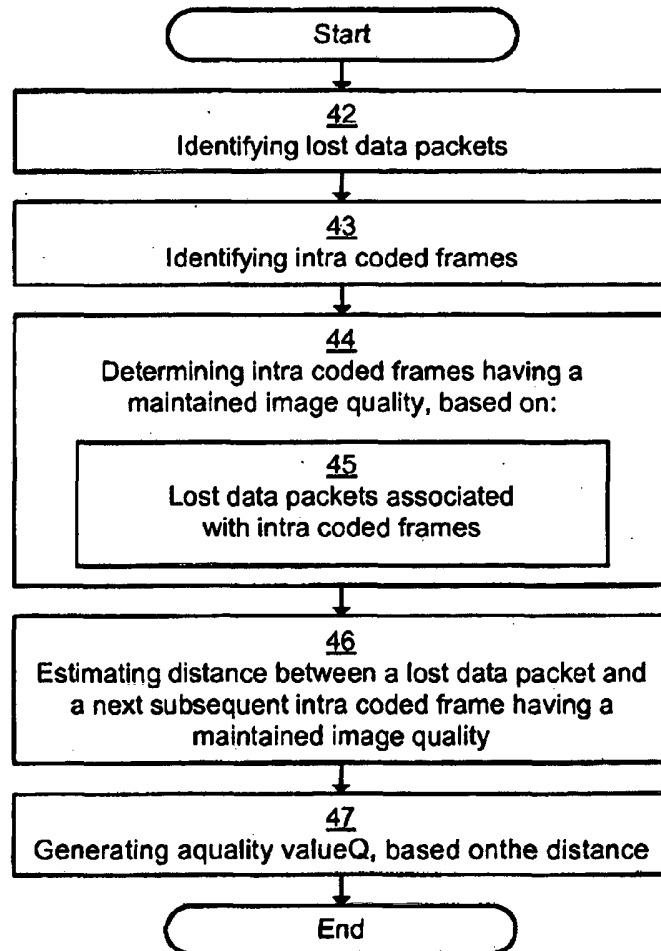 Start
42
Identifying lost data packets
43
Identifying intra coded frames
44
Determining intra coded frames having a
maintained image quality, based on:
45
Lost data packets associated
with intra coded frames
46
Estimating distance between a lost data packet and
a next subsequent intra coded frame having a
maintained image quality
47
Generating aquality valueQ, based onthe distance
End